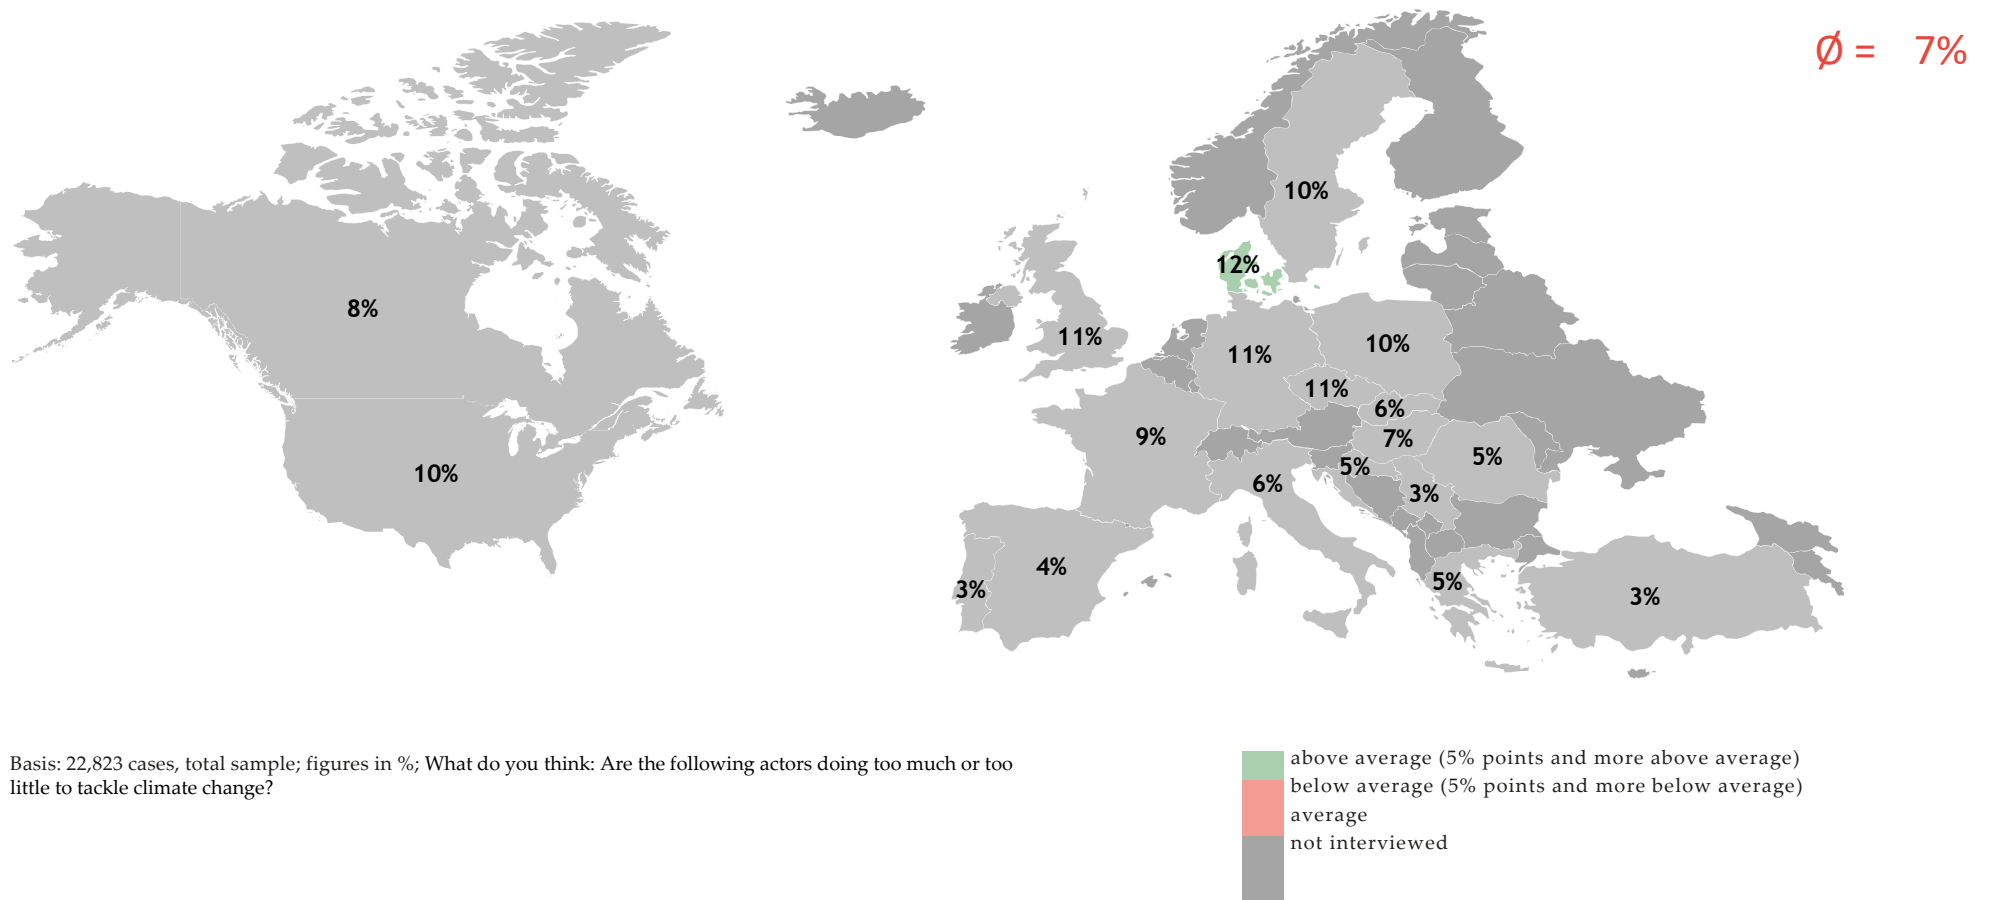 Ø = 7%
10%
12%
8%
11%
11%
10%
11%
6%
9%
7%
5%
5%
10%
6%
3%
4%
5%
3%
3%
Basis: 22,823 cases, total sample; figures in %; What do you think: Are the following actors doing too much or too
little to tackle climate change?
above average (5% points and more above average)
below average (5% points and more below average)
average
not interviewed